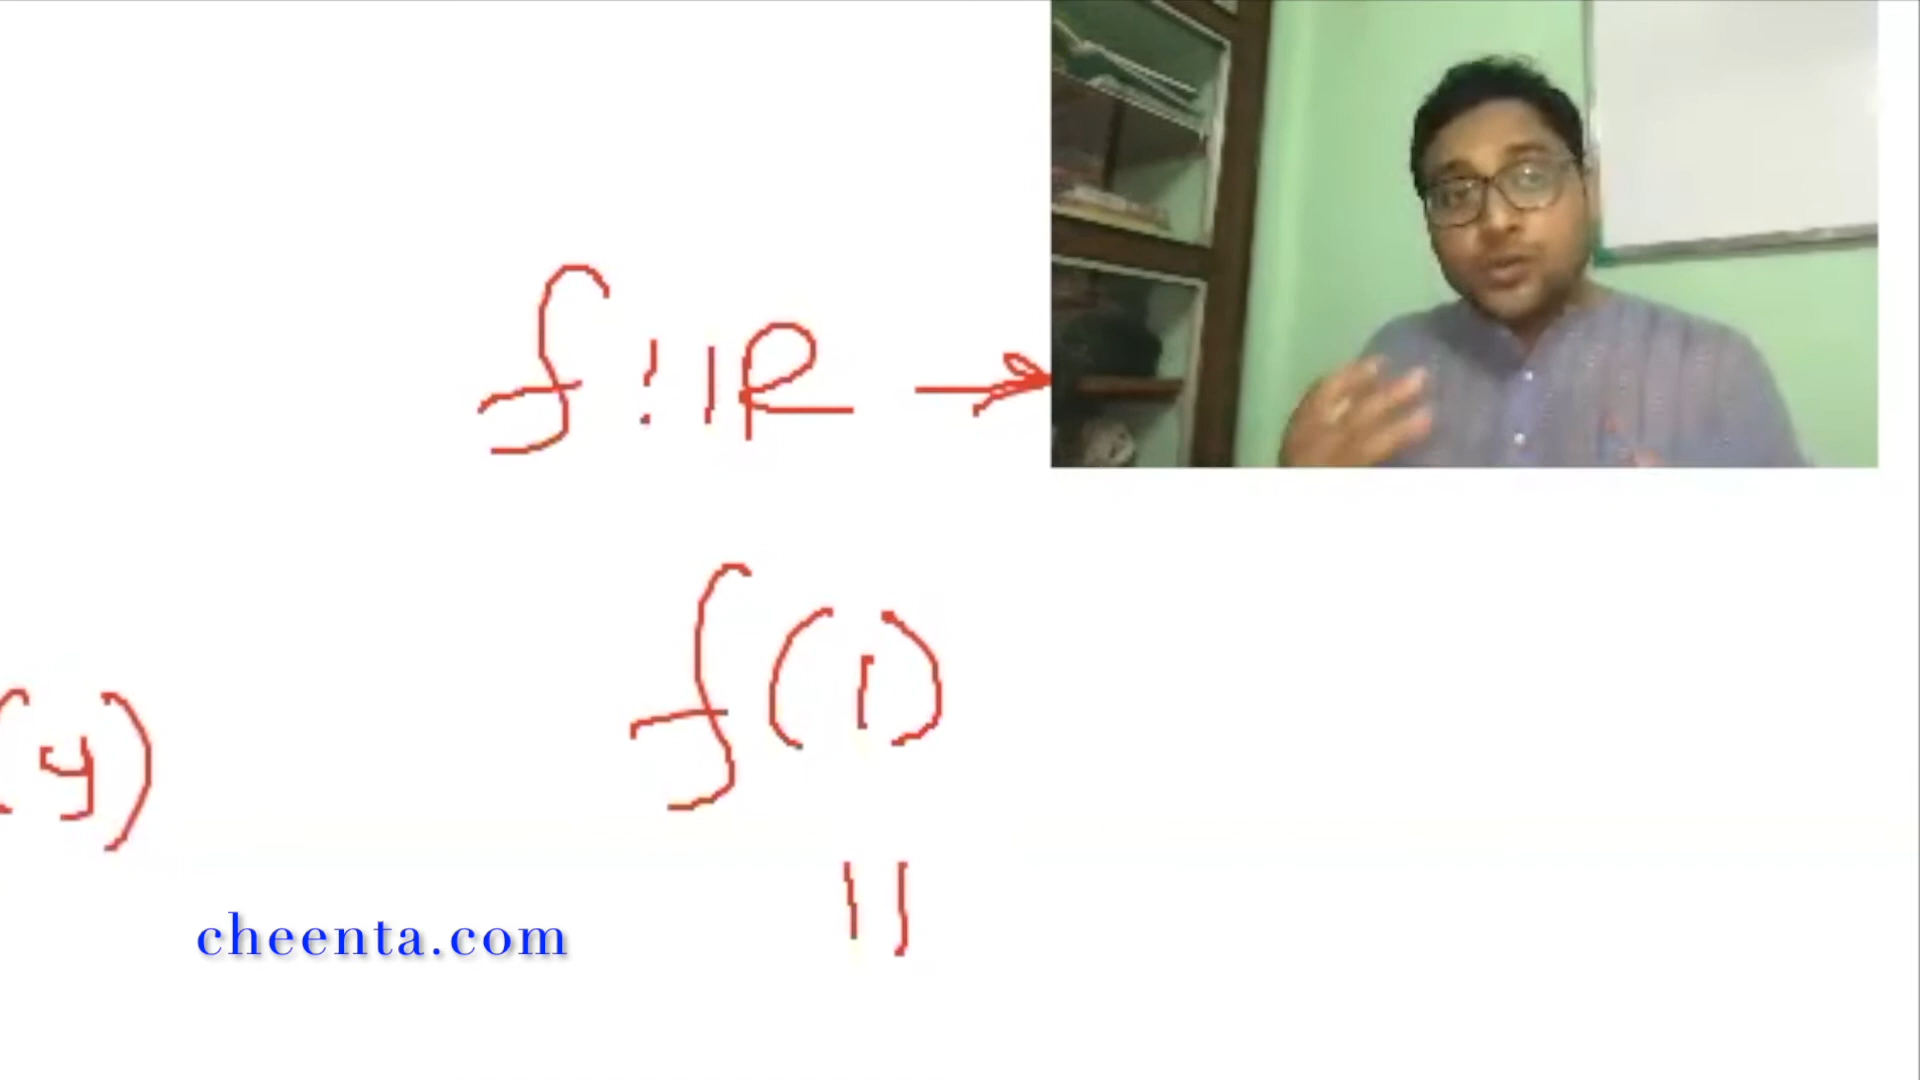 f : ℝ →
f(1)
(y)
||
cheenta.com